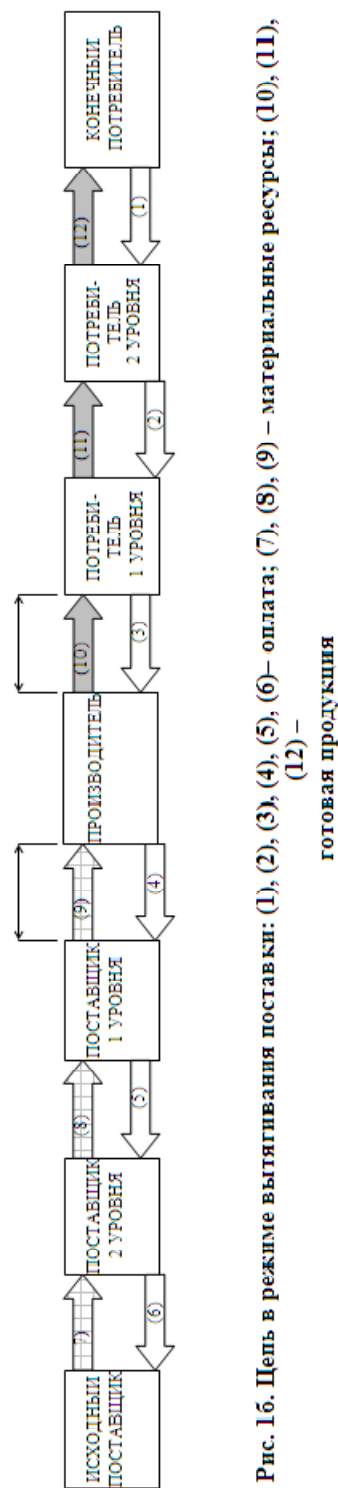 ИСХОДНЫЙ
ПОСТАВЩИК
7)
(6)
ПОСТАВЩИК
2 УРОВНЯ
(8)
(5)
ПОСТАВЩИК
1 УРОВНЯ
(9)
(4)
ПРОИЗВОДИТЕЛЬ
(10)
(3)
ПОТРЕБИ-
ТЕЛЬ
1 УРОВНЯ
(11)
(2)
ПОТРЕБИ-
ТЕЛЬ
2 УРОВНЯ
(12)
(1)
КОНЕЧНЫЙ
ПОТРЕБИТЕЛЬ
Рис. 1б. Цепь в режиме вытягивания поставки: (1), (2), (3), (4), (5), (6)– оплата; (7), (8), (9) – материальные ресурсы; (10), (11),
(12) –
готовая продукция